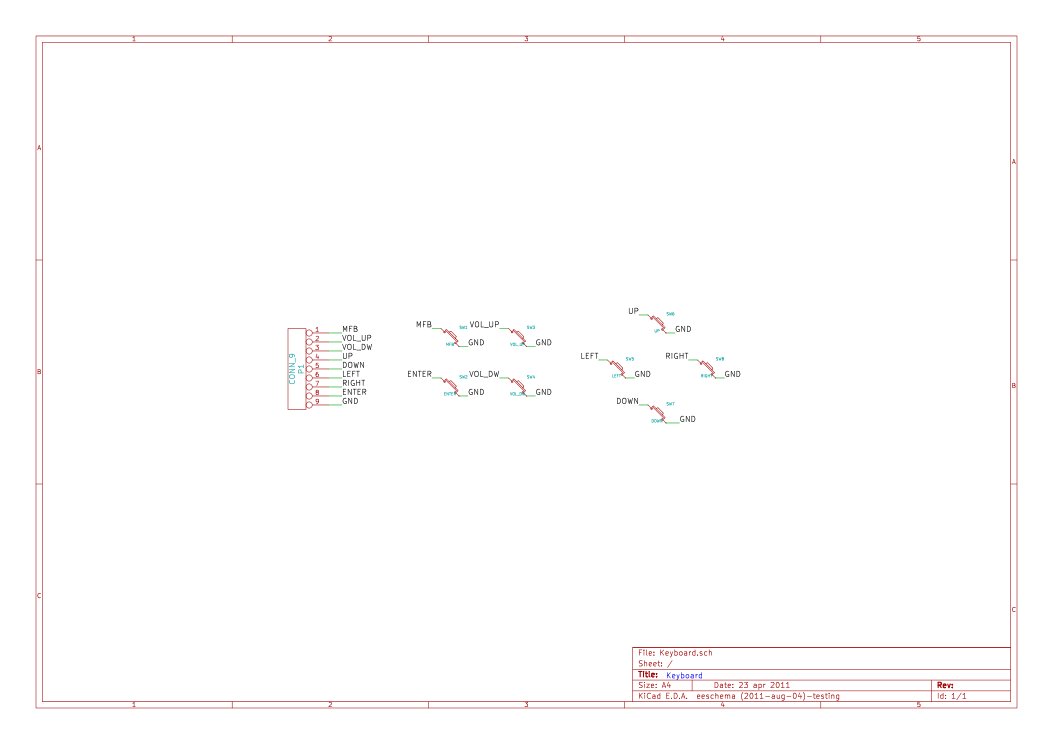 1 2 3 4 5
A A
UP SW6
UP GND
MFB SW1 VOL_UP SW3
MFB GND VOL_U GND
CONN_9
P1
1 MFB
2 VOL_UP
3 VOL_DW
4 UP
5 DOWN
6 LEFT
7 RIGHT
8 ENTER
9 GND
LEFT SW5 RIGHT SW8
LEFT GND RIGHT GND
B B
ENTER SW2 VOL_DW SW4
ENTER GND VOL_DW GND
DOWN SW7
DOWN GND
C C
File: Keyboard.sch
Sheet: /
Title: Keyboard
Size: A4 Date: 23 apr 2011 Rev:
KiCad E.D.A. eeschema (2011-aug-04)-testing Id: 1/1
1 2 3 4 5